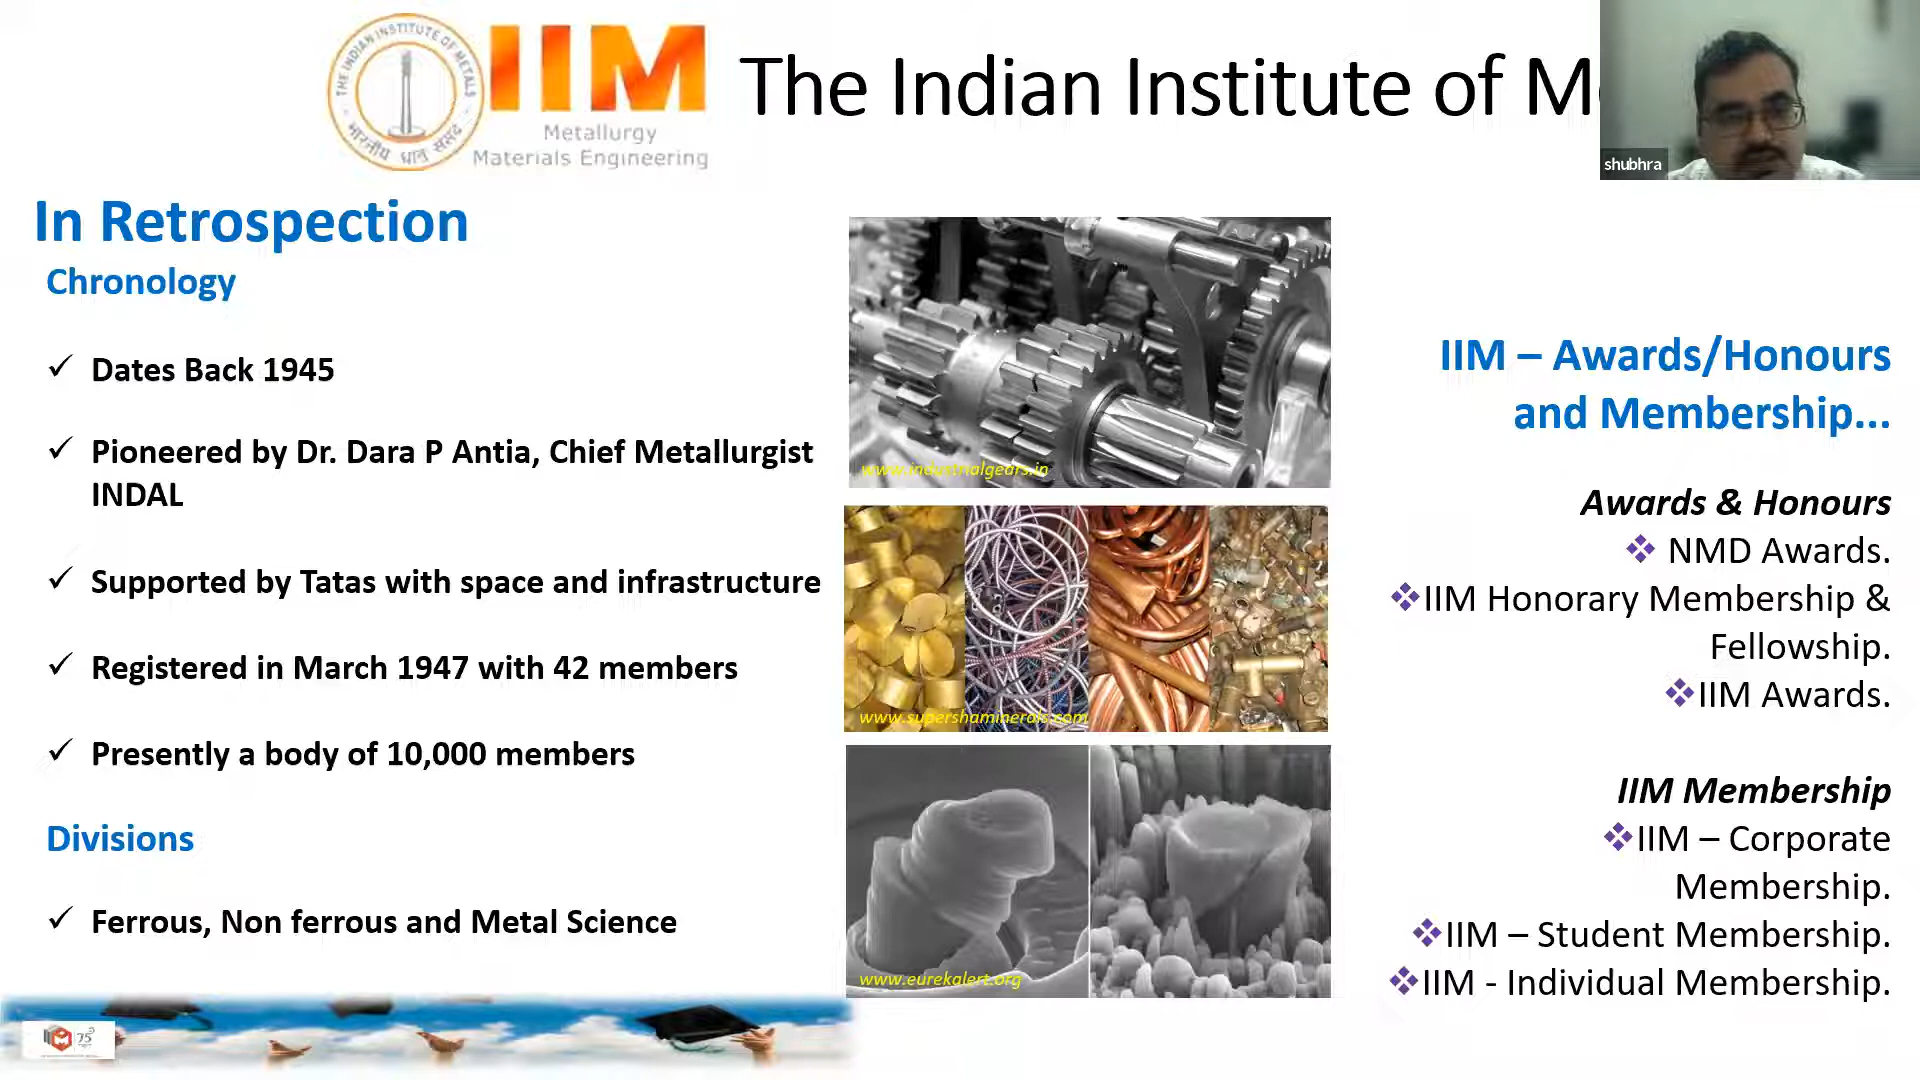 THE INDIAN INSTITUTE OF METALS
भारतीय धातु संसद
IIM
Metallurgy
Materials Engineering
The Indian Institute of M
shubhra
In Retrospection
Chronology
✓ Dates Back 1945
✓ Pioneered by Dr. Dara P Antia, Chief Metallurgist
INDAL
✓ Supported by Tatas with space and infrastructure
✓ Registered in March 1947 with 42 members
✓ Presently a body of 10,000 members
Divisions
✓ Ferrous, Non ferrous and Metal Science
75
www.industrialgears.in
www.supershaminerals.com
www.eurekalert.org
IIM – Awards/Honours
and Membership...
Awards & Honours
❖ NMD Awards.
❖IIM Honorary Membership &
Fellowship.
❖IIM Awards.
IIM Membership
❖IIM – Corporate
Membership.
❖IIM – Student Membership.
❖IIM - Individual Membership.